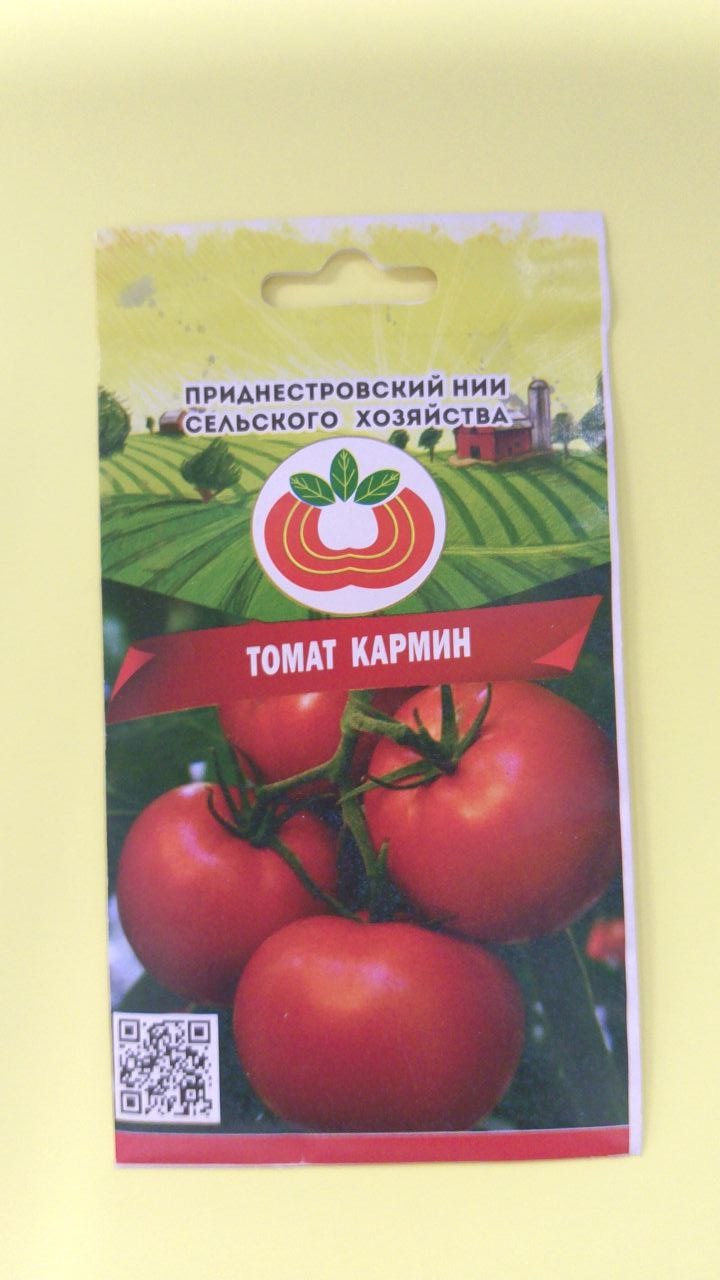 ПРИДНЕСТРОВСКИЙ НИИ
СЕЛЬСКОГО ХОЗЯЙСТВА
ТОМАТ КАРМИН